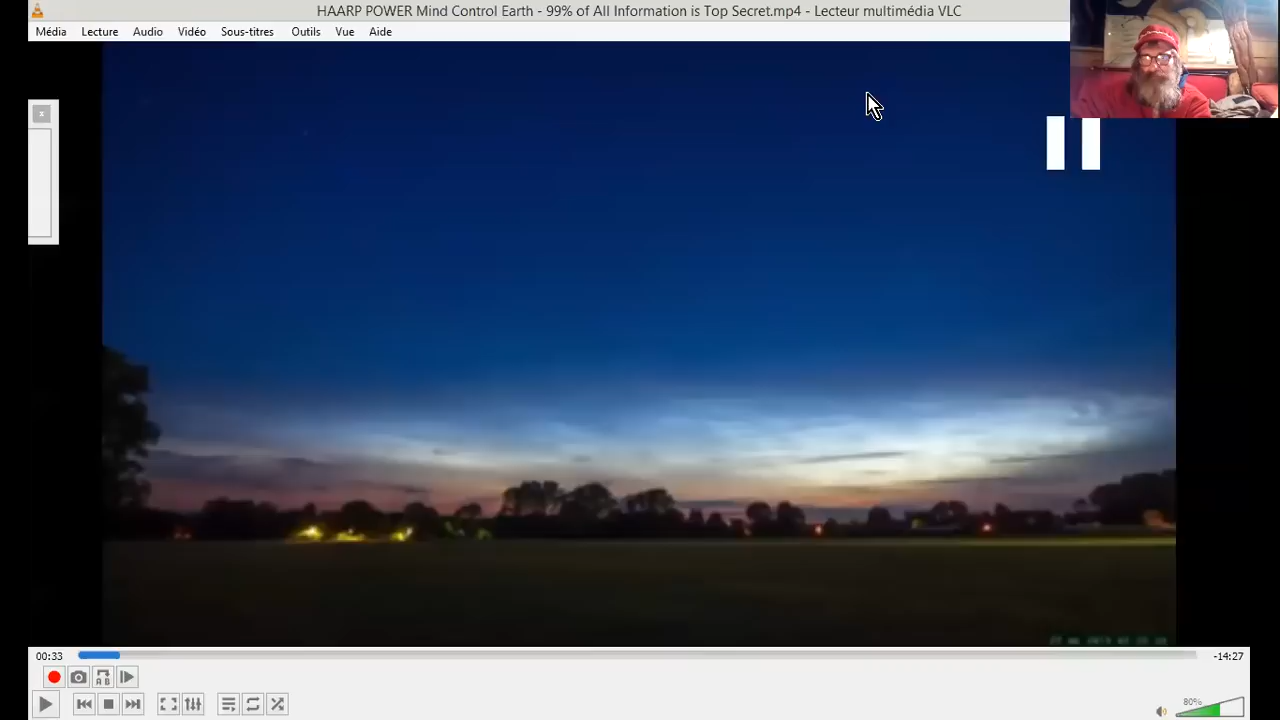 HAARP POWER Mind Control Earth - 99% of All Information is Top Secret.mp4 - Lecteur multimédia VLC
Média Lecture Audio Vidéo Sous-titres Outils Vue Aide
x
00:33 -14:27
A B
80%